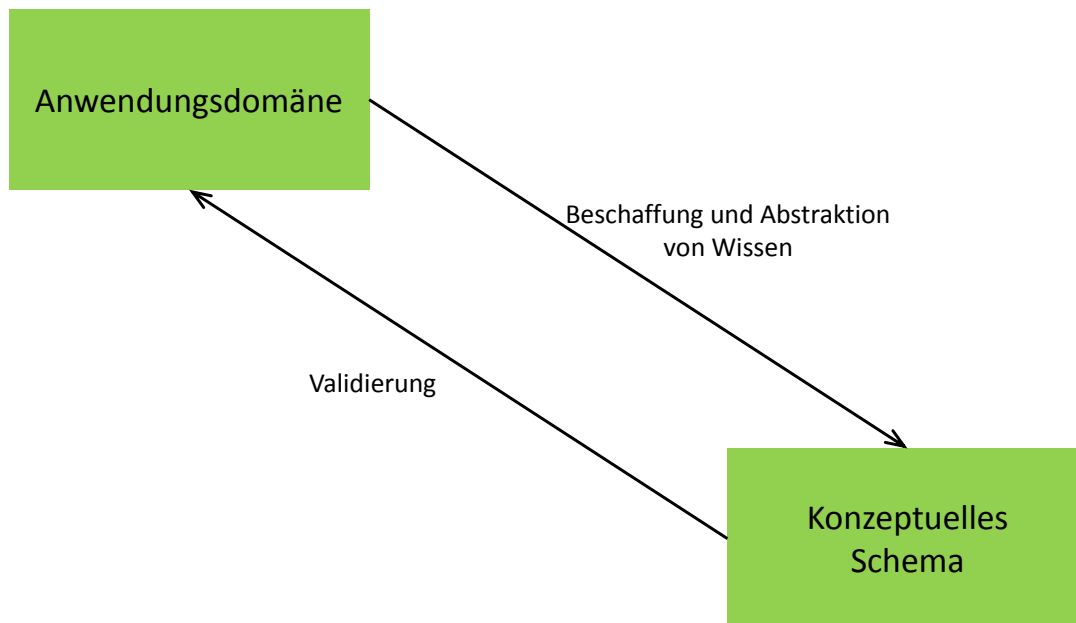 Anwendungsdomäne
Beschaffung und Abstraktion
von Wissen
Validierung
Konzeptuelles
Schema